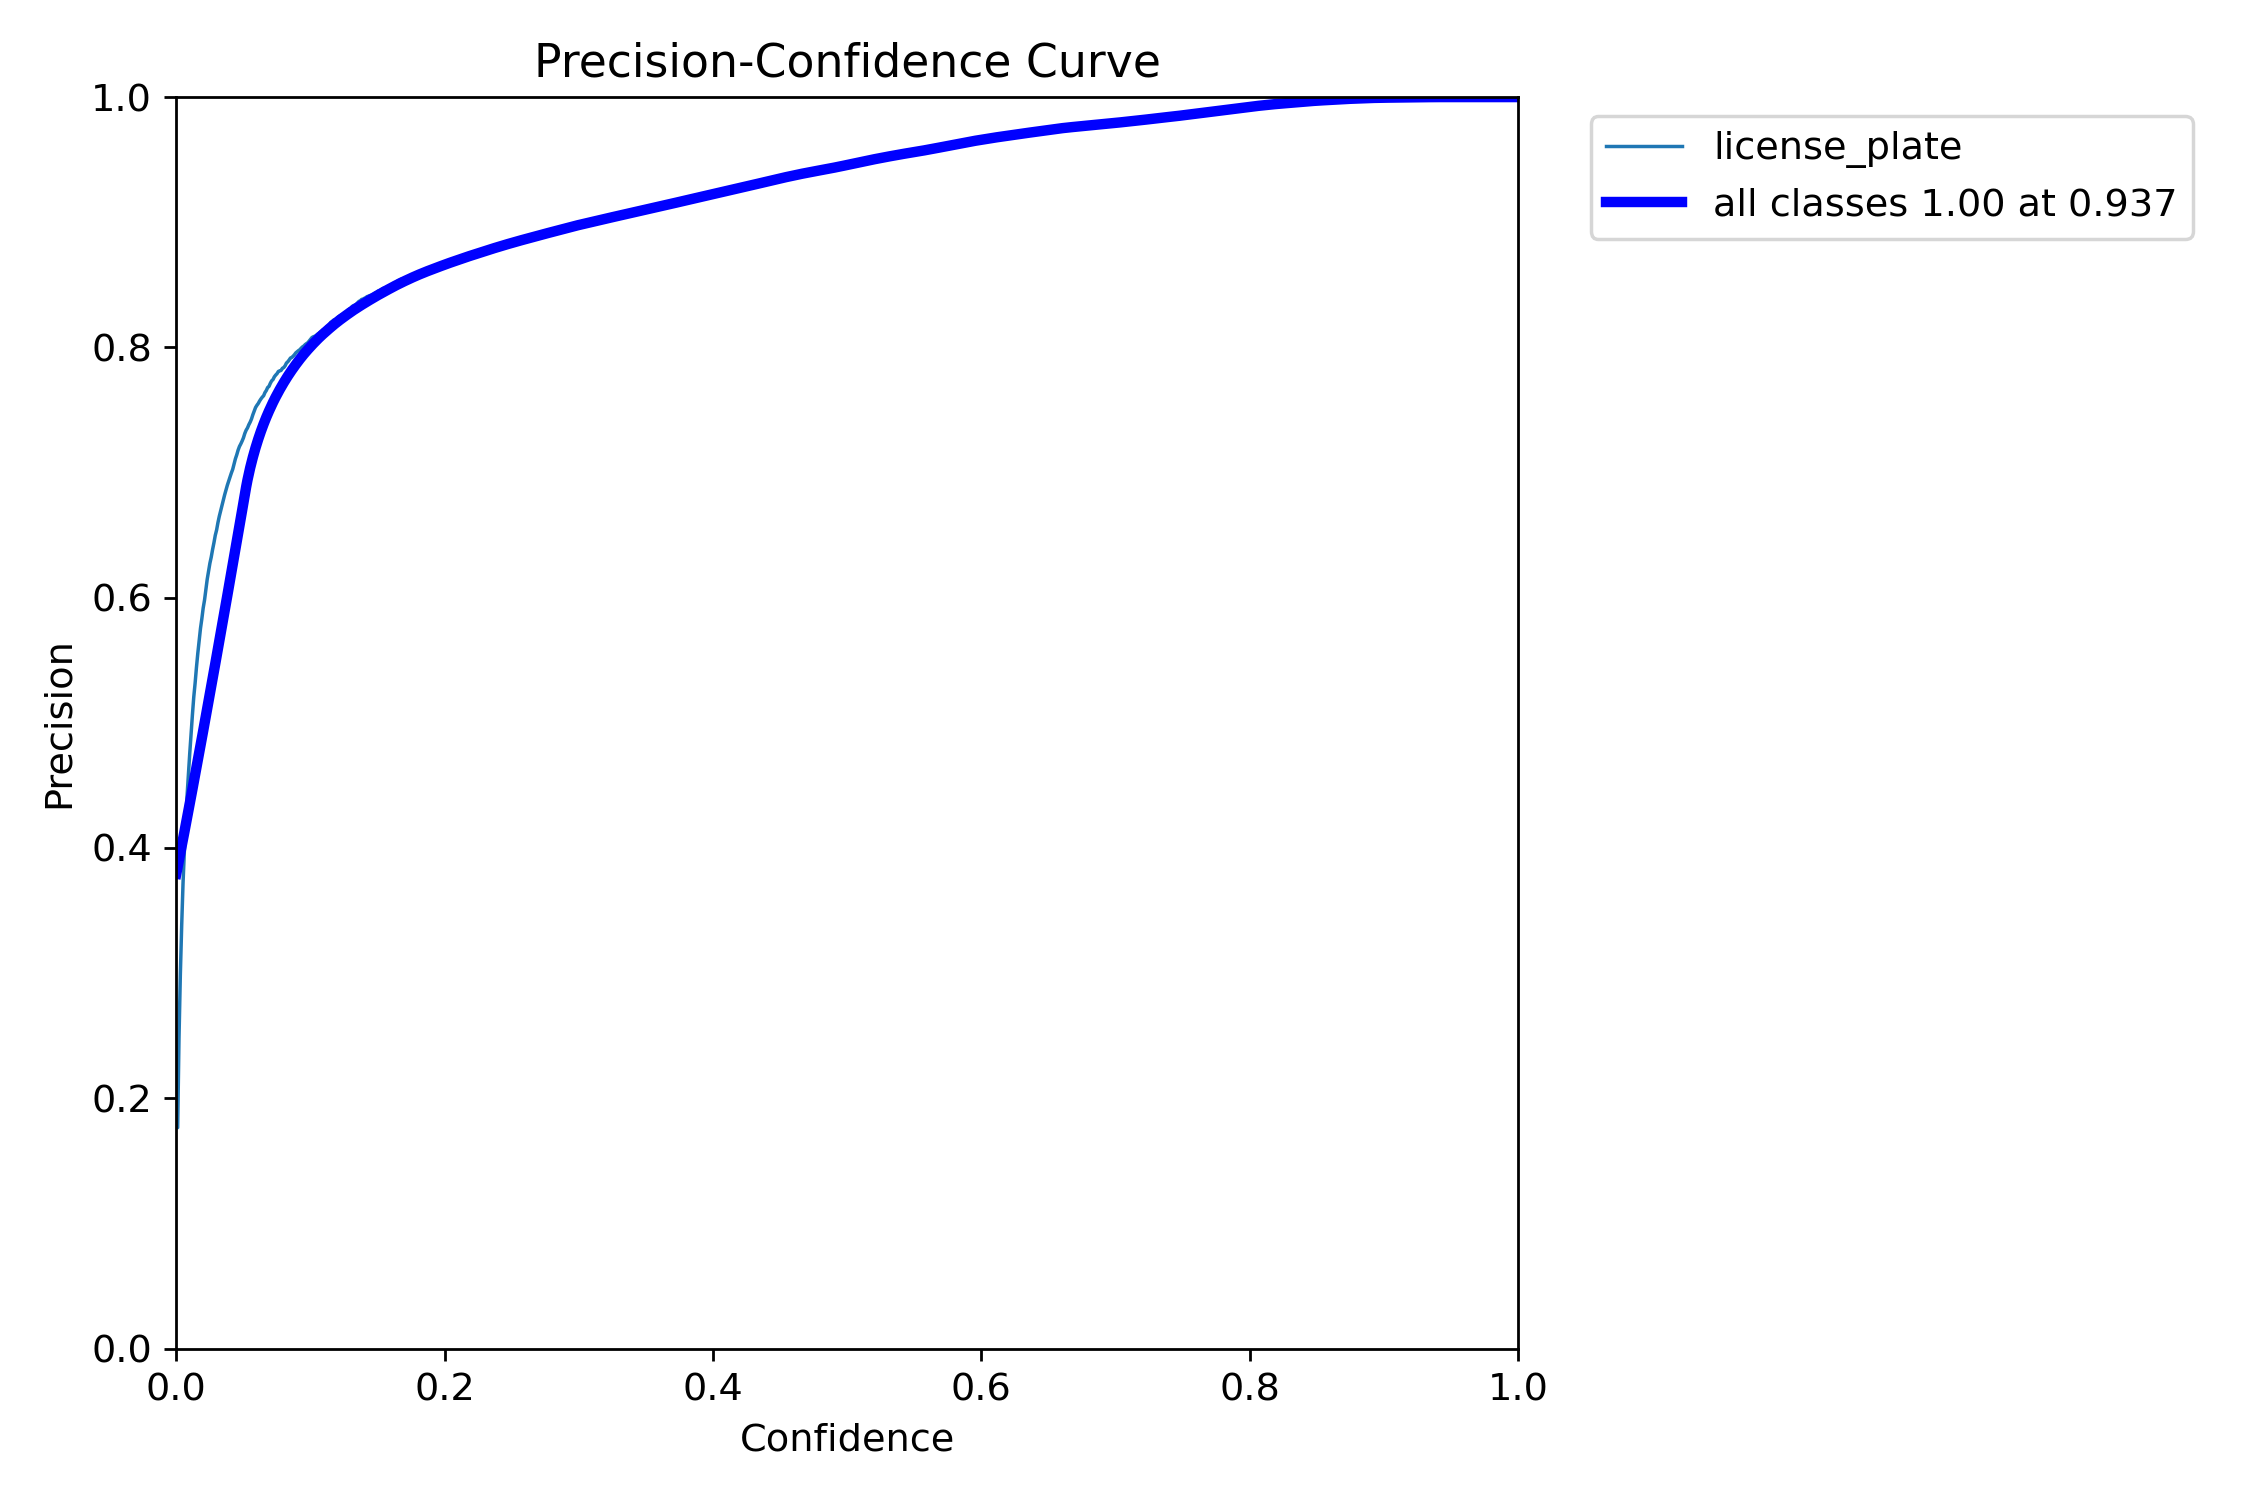 Precision-Confidence Curve
1.0
0.8
0.6
0.4
0.2
0.0
Precision
0.0 0.2 0.4 0.6 0.8 1.0
Confidence
license_plate
all classes 1.00 at 0.937